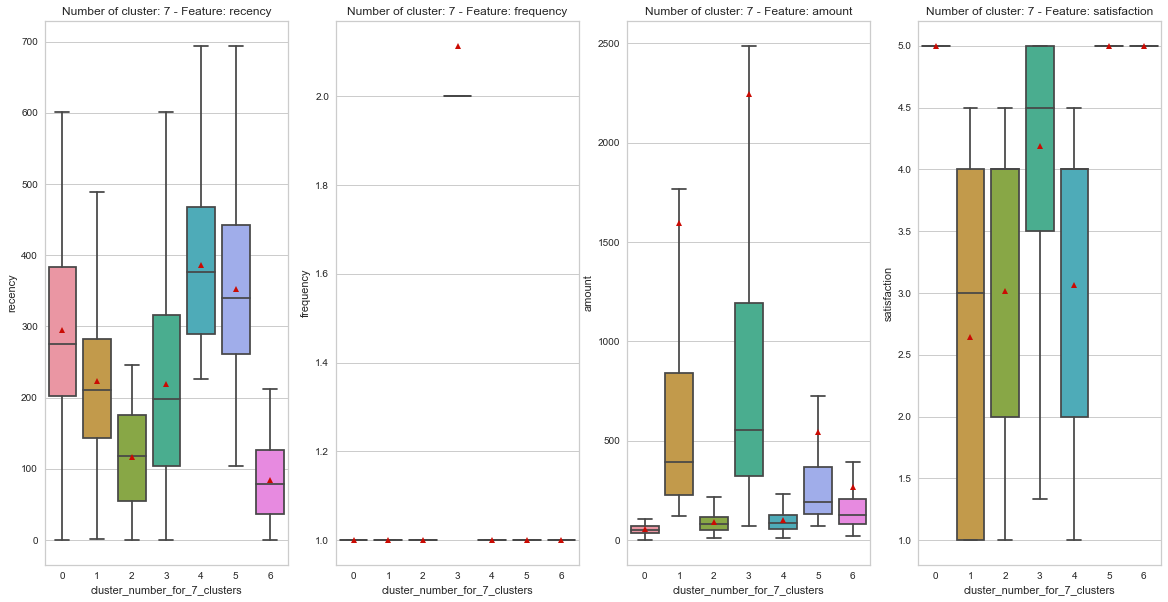 Number of cluster: 7 - Feature: recency
700
600
500
400
300
200
100
0
recency
0 1 2 3 4 5 6
cluster_number_for_7_clusters
Number of cluster: 7 - Feature: frequency
2.0
1.8
1.6
1.4
1.2
1.0
frequency
0 1 2 3 4 5 6
cluster_number_for_7_clusters
Number of cluster: 7 - Feature: amount
2500
2000
1500
1000
500
0
amount
0 1 2 3 4 5 6
cluster_number_for_7_clusters
Number of cluster: 7 - Feature: satisfaction
5.0
4.5
4.0
3.5
3.0
2.5
2.0
1.5
1.0
satisfaction
0 1 2 3 4 5 6
cluster_number_for_7_clusters